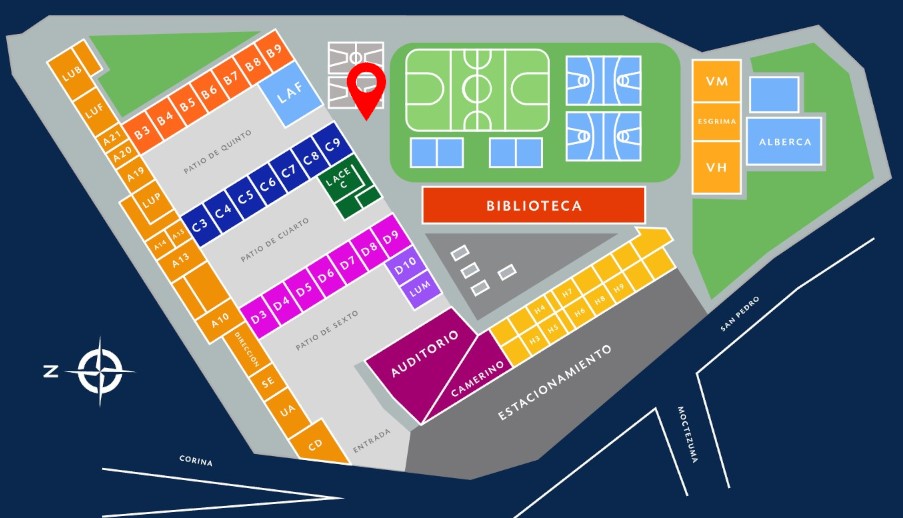 B9
B8
B7
B6
B5
B4
B3
LUB
LUF
A21
A20
A19
LUP
A14
A15
A13
A10
DIRECCIÓN
SE
UA
CD
LAF
PATIO DE QUINTO
C9
C8
C7
C6
C5
C4
C3
LACE
C
PATIO DE CUARTO
D9
D8
D7
D6
D5
D4
D3
D10
LUM
PATIO DE SEXTO
AUDITORIO
CAMERINO
ENTRADA
ESTACIONAMIENTO
H7
H4
H9
H8
H6
H5
H3
BIBLIOTECA
VM
ESGRIMA
VH
ALBERCA
SAN PEDRO
MOCTEZUMA
CORINA
N